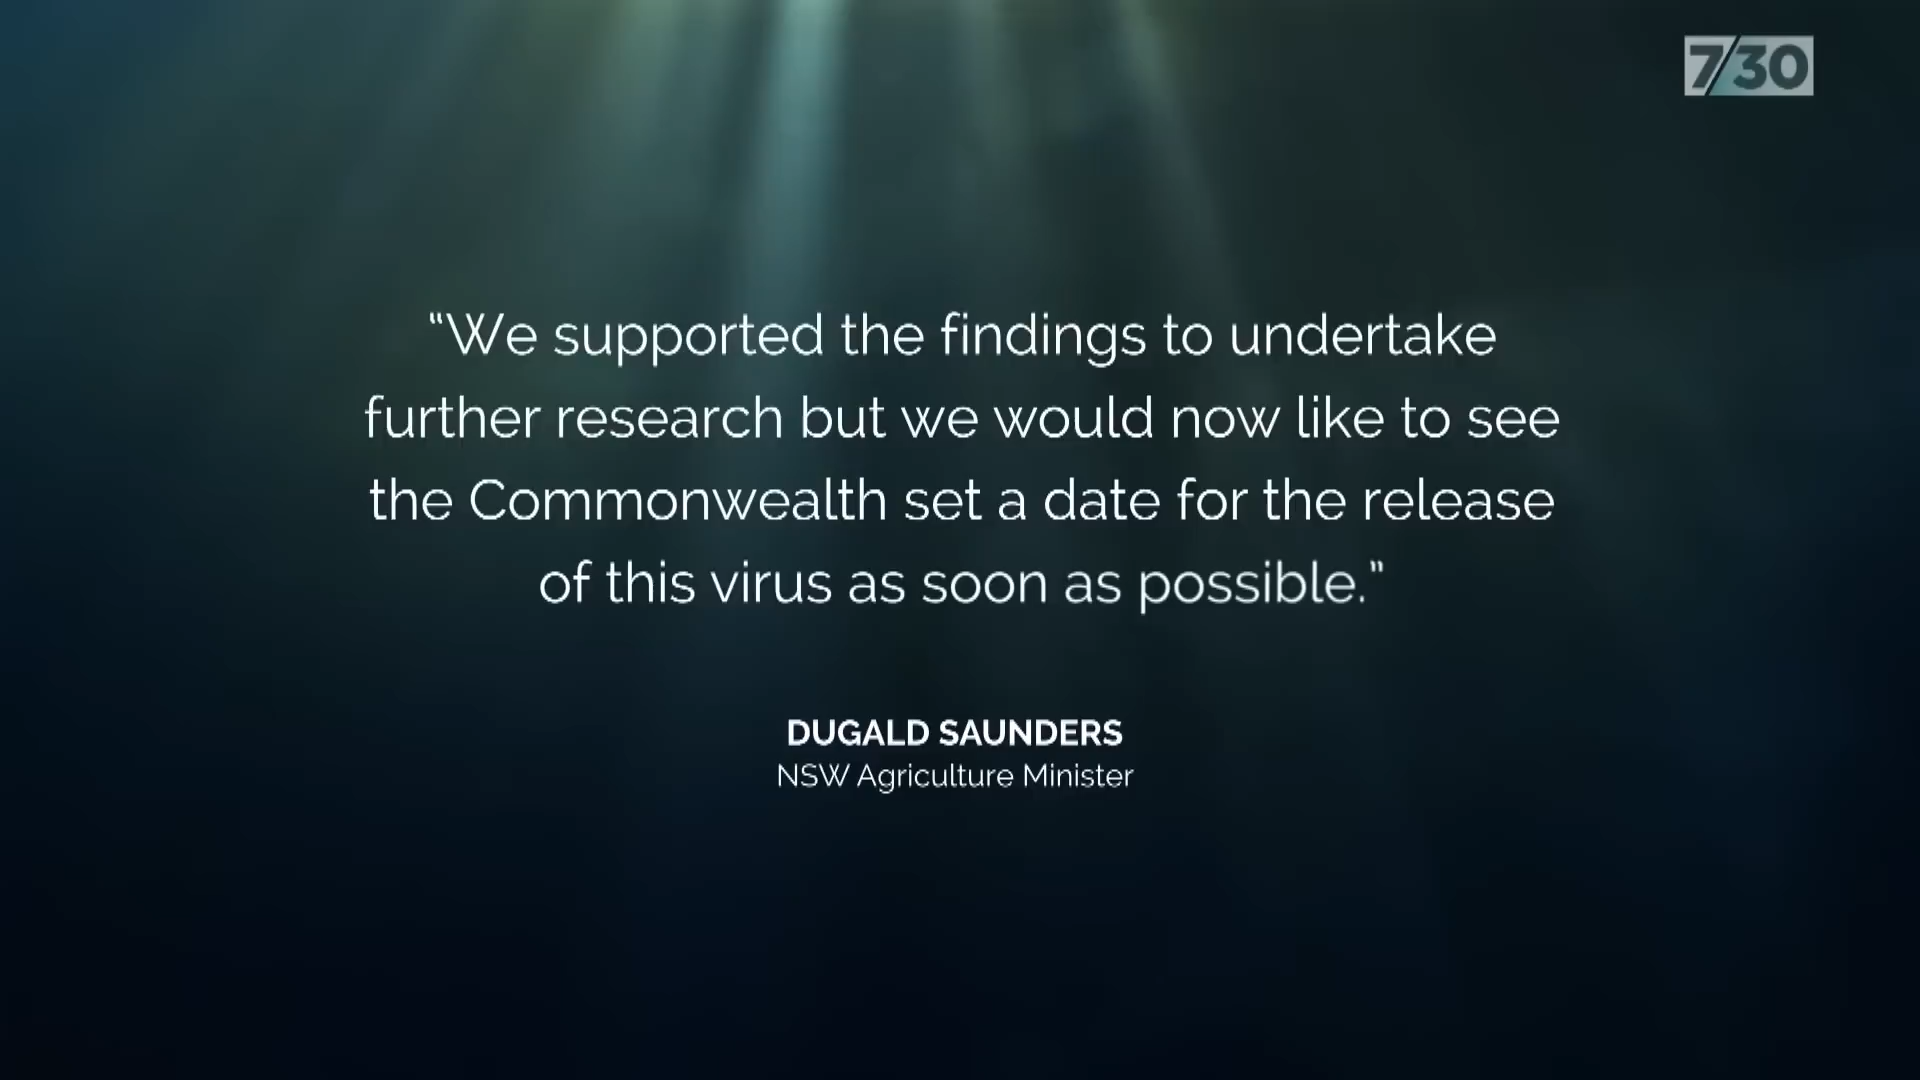 7/30
“We supported the findings to undertake
further research but we would now like to see
the Commonwealth set a date for the release
of this virus as soon as possible.”
DUGALD SAUNDERS
NSW Agriculture Minister